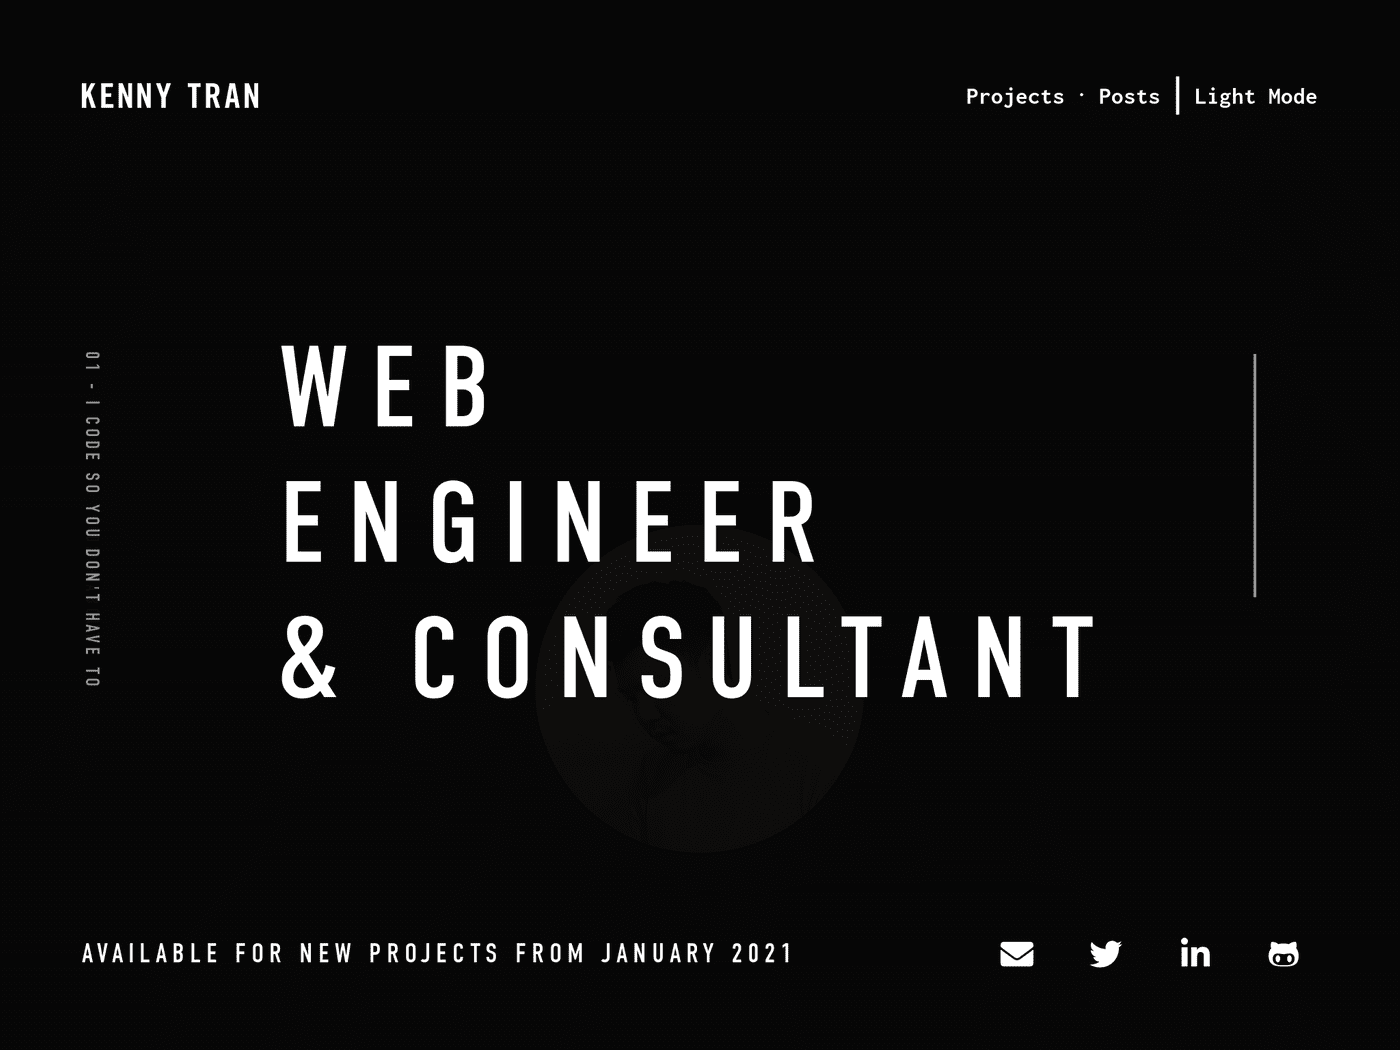 KENNY TRAN
Projects · Posts | Light Mode
01 - I CODE SO YOU DON'T HAVE TO
WEB
ENGINEER
& CONSULTANT
AVAILABLE FOR NEW PROJECTS FROM JANUARY 2021